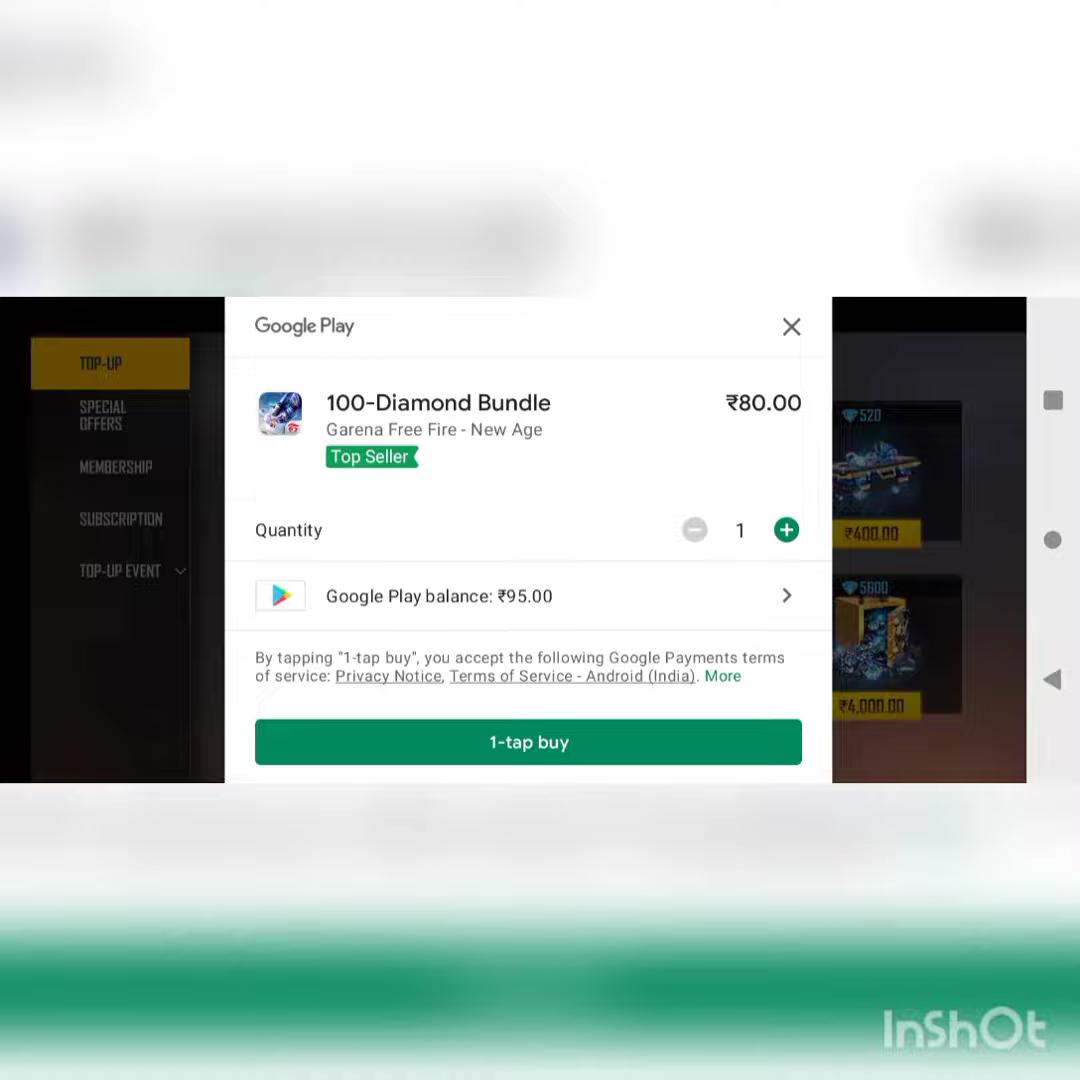 Google Play
TOP-UP
100-Diamond Bundle
₹80.00
Garena Free Fire - New Age
Top Seller
SPECIAL
OFFERS
520
MEMBERSHIP
SUBSCRIPTION
Quantity
1
₹400.00
TOP-UP EVENT
Google Play balance: ₹95.00
5600
By tapping "1-tap buy", you accept the following Google Payments terms
of service: Privacy Notice, Terms of Service - Android (India). More
₹4,000.00
1-tap buy
InShOt